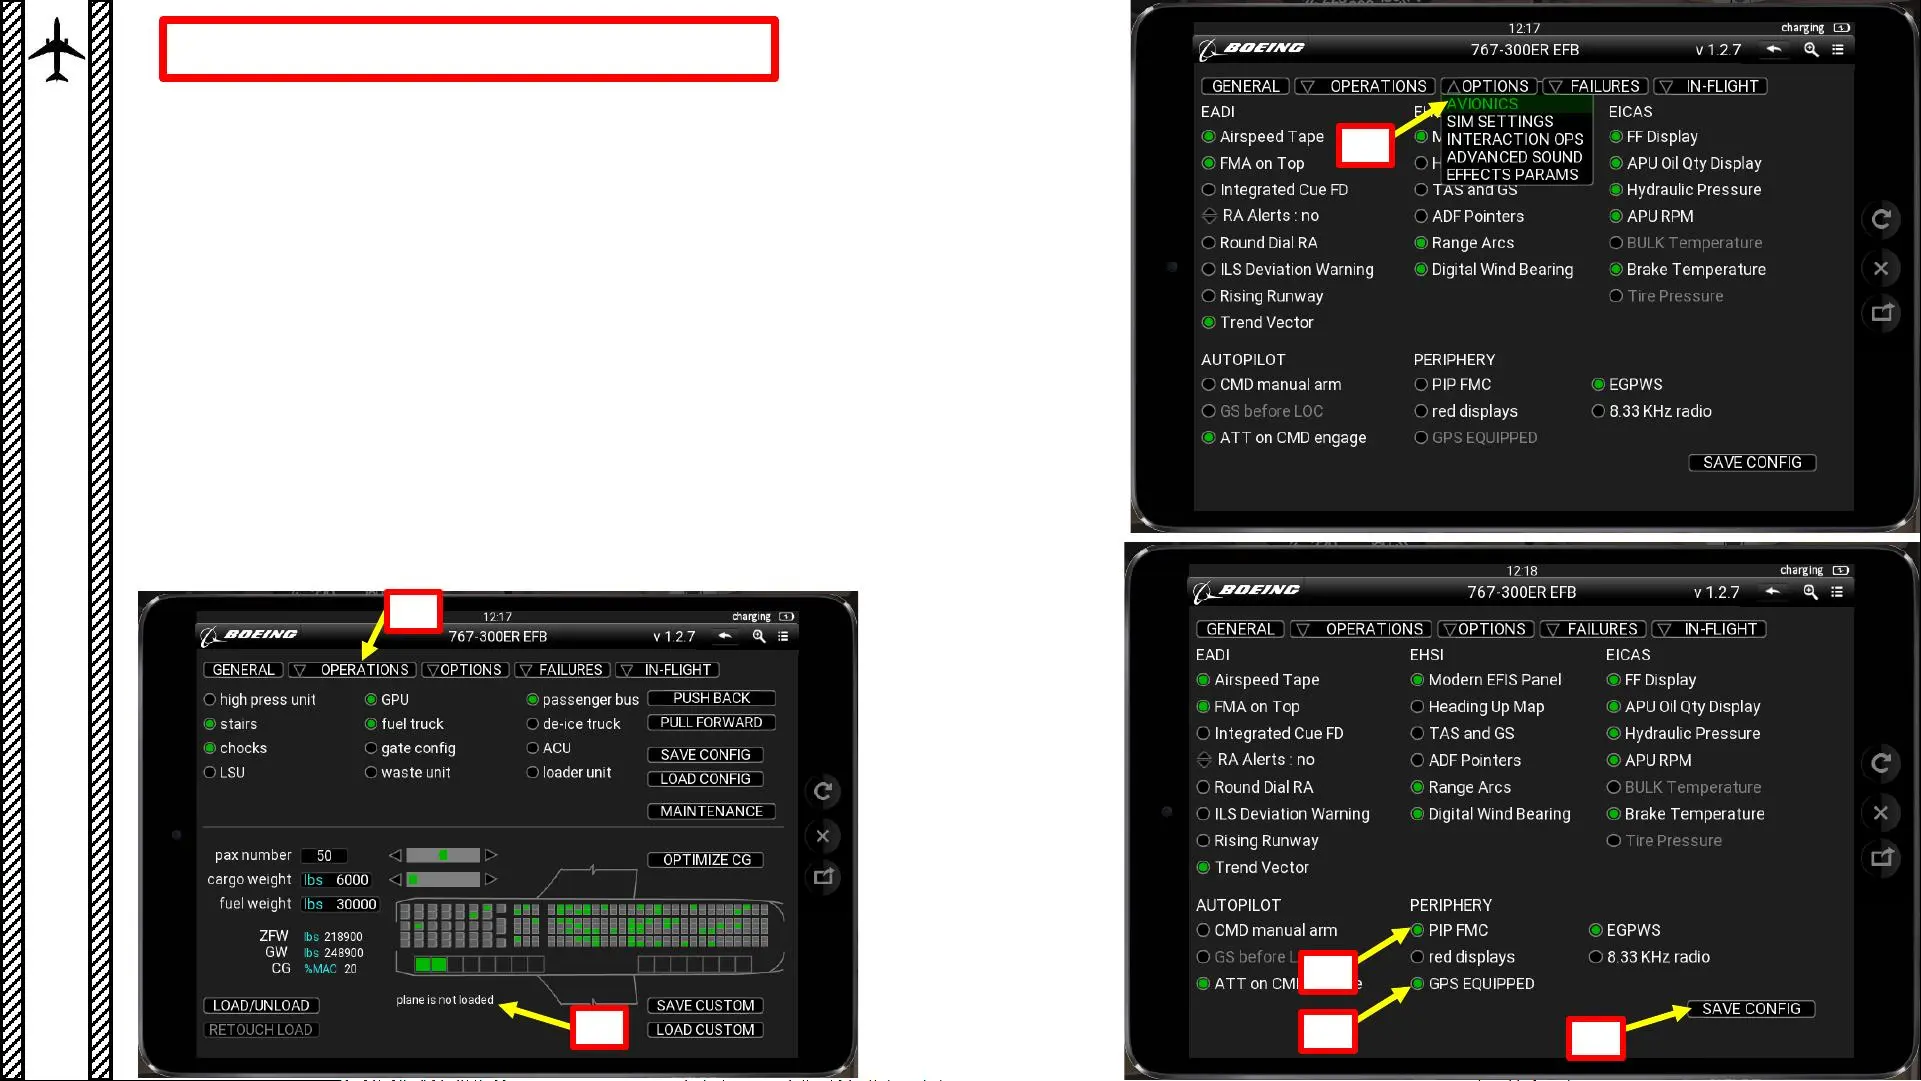 12:17
charging
BOEING
767-300ER EFB
v 1.2.7
GENERAL OPERATIONS OPTIONS FAILURES IN-FLIGHT
AVIONICS
SIM SETTINGS
INTERACTION OPS
ADVANCED SOUND
EFFECTS PARAMS
EADI
Airspeed Tape
FMA on Top
Integrated Cue FD
RA Alerts : no
Round Dial RA
ILS Deviation Warning
Rising Runway
Trend Vector
TAS and GS
ADF Pointers
Range Arcs
Digital Wind Bearing
EICAS
FF Display
APU Oil Qty Display
Hydraulic Pressure
APU RPM
BULK Temperature
Brake Temperature
Tire Pressure
AUTOPILOT
CMD manual arm
GS before LOC
ATT on CMD engage
PERIPHERY
PIP FMC
red displays
GPS EQUIPPED
EGPWS
8.33 KHz radio
SAVE CONFIG
12:17
charging
BOEING
767-300ER EFB
v 1.2.7
GENERAL OPERATIONS OPTIONS FAILURES IN-FLIGHT
high press unit
stairs
chocks
LSU
GPU
fuel truck
gate config
waste unit
passenger bus
de-ice truck
ACU
loader unit
PUSH BACK
PULL FORWARD
SAVE CONFIG
LOAD CONFIG
MAINTENANCE
pax number 50
cargo weight lbs 6000
fuel weight lbs 30000
OPTIMIZE CG
ZFW lbs 218900
GW lbs 248900
CG %MAC 20
plane is not loaded
LOAD/UNLOAD
RETOUCH LOAD
SAVE CUSTOM
LOAD CUSTOM
12:18
charging
BOEING
767-300ER EFB
v 1.2.7
GENERAL OPERATIONS OPTIONS FAILURES IN-FLIGHT
EADI
Airspeed Tape
FMA on Top
Integrated Cue FD
RA Alerts : no
Round Dial RA
ILS Deviation Warning
Rising Runway
Trend Vector
EHSI
Modern EFIS Panel
Heading Up Map
TAS and GS
ADF Pointers
Range Arcs
Digital Wind Bearing
EICAS
FF Display
APU Oil Qty Display
Hydraulic Pressure
APU RPM
BULK Temperature
Brake Temperature
Tire Pressure
AUTOPILOT
CMD manual arm
GS before
ATT on
PERIPHERY
PIP FMC
red displays
GPS EQUIPPED
EGPWS
8.33 KHz radio
SAVE CONFIG